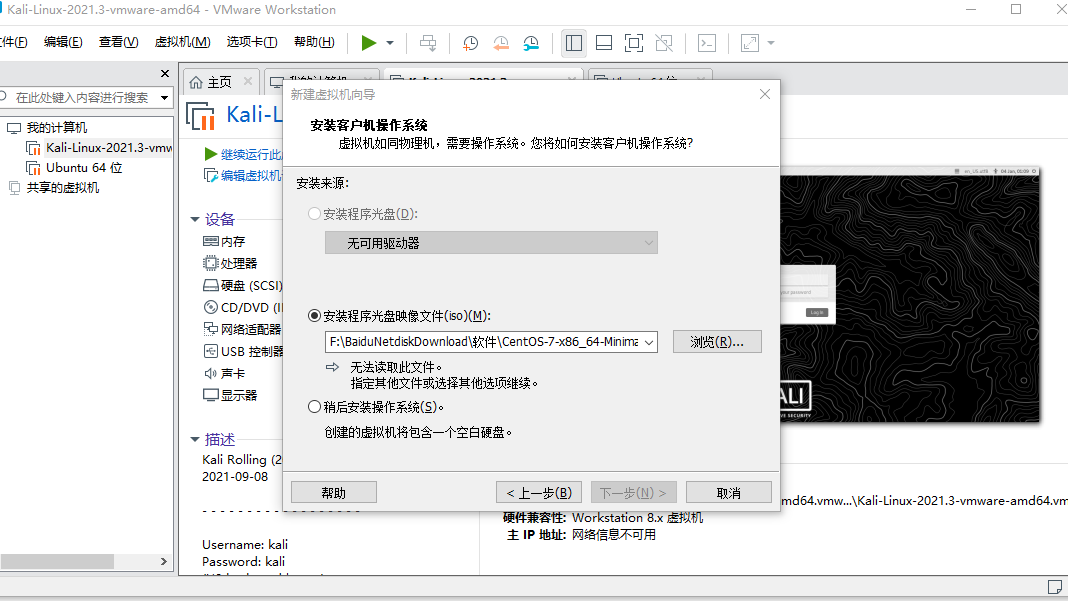 Kali-Linux-2021.3-vmware-amd64 - VMware Workstation
件(F) 编辑(E) 查看(V) 虚拟机(M) 选项卡(T) 帮助(H)
主页
在此处键入内容进行搜索
我的计算机
Kali-Linux-2021.3-vmw
Ubuntu 64 位
共享的虚拟机
Kali-L
继续运行此
编辑虚拟机
设备
内存
处理器
硬盘 (SCSI)
CD/DVD (I
网络适配器
USB 控制器
声卡
显示器
描述
Kali Rolling (2
2021-09-08
- - - - - - - - - - - - - - - - - -
Username: kali
Password: kali
新建虚拟机向导
安装客户机操作系统
虚拟机如同物理机，需要操作系统。您将如何安装客户机操作系统?
安装来源:
安装程序光盘(D):
无可用驱动器
安装程序光盘映像文件(iso)(M):
F:\BaiduNetdiskDownload\软件\CentOS-7-x86_64-Minima
浏览(R)...
无法读取此文件。
指定其他文件或选择其他选项继续。
稍后安装操作系统(S)。
创建的虚拟机将包含一个空白硬盘。
帮助
< 上一步(B)
下一步(N) >
取消
Log In
ALI
VE SECURITY
md64.vmw...\Kali-Linux-2021.3-vmware-amd64.vm
硬件兼容性: Workstation 8.x 虚拟机
主 IP 地址: 网络信息不可用